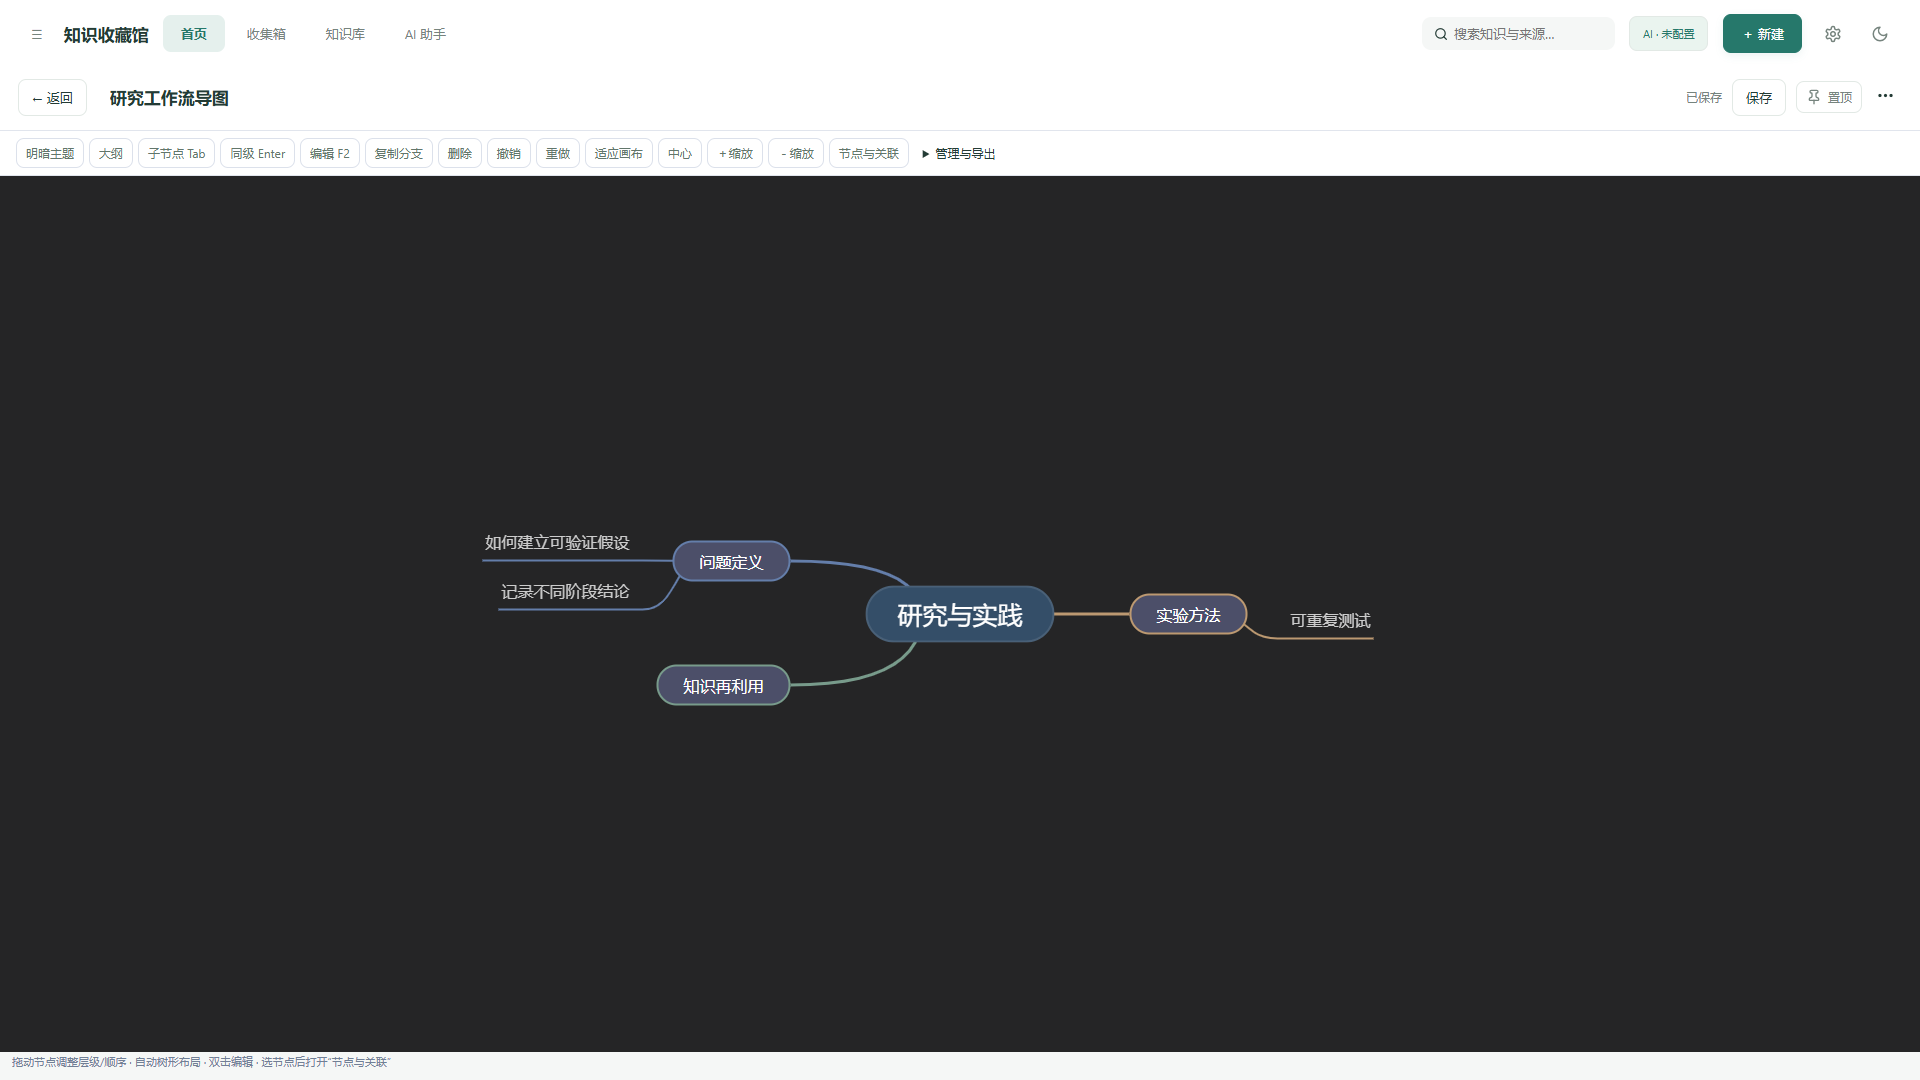 知识收藏馆
首页
收集箱
知识库
AI 助手
搜索知识与来源...
AI · 未配置
+ 新建
← 返回
研究工作流导图
已保存
保存
置顶
明暗主题
大纲
子节点 Tab
同级 Enter
编辑 F2
复制分支
删除
撤销
重做
适应画布
中心
+ 缩放
- 缩放
节点与关联
▶ 管理与导出
如何建立可验证假设
记录不同阶段结论
问题定义
研究与实践
实验方法
可重复测试
知识再利用
拖动节点调整层级/顺序 · 自动树形布局 · 双击编辑 · 选节点后打开“节点与关联”